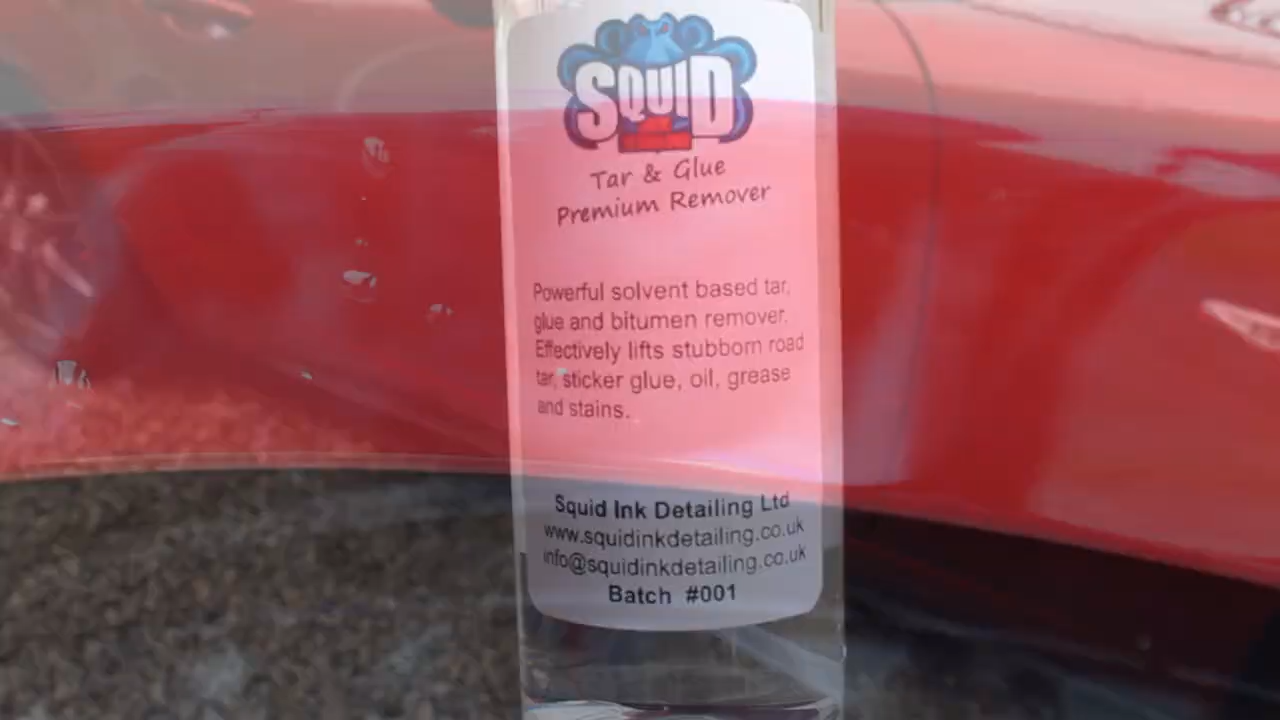 SQUID
Tar & Glue
Premium Remover
Powerful solvent based tar,
glue and bitumen remover.
Effectively lifts stubborn road
tar, sticker glue, oil, grease
and stains.
Squid Ink Detailing Ltd
www.squidinkdetailing.co.uk
info@squidinkdetailing.co.uk
Batch #001